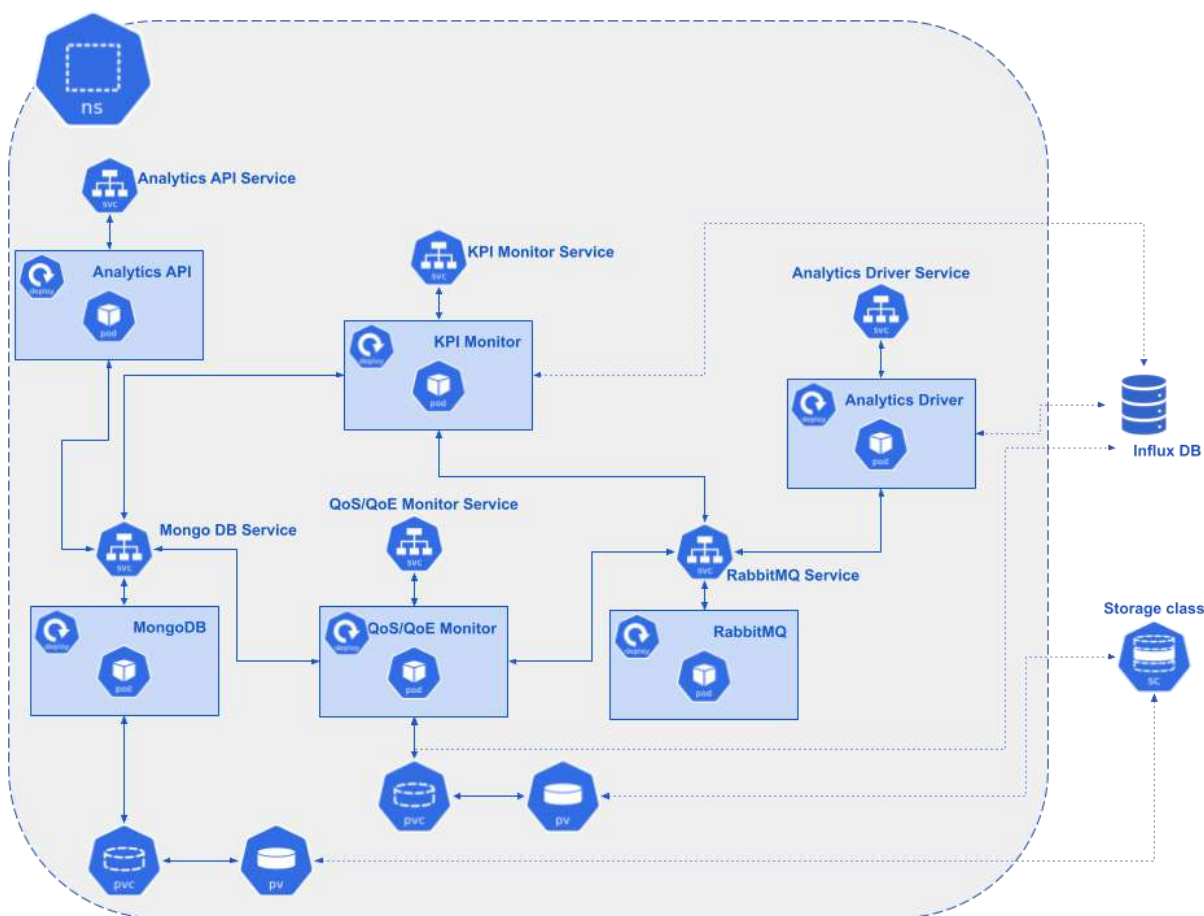 ns
Analytics API Service
svc
Analytics API
deploy
pod
KPI Monitor Service
svc
KPI Monitor
deploy
pod
Analytics Driver Service
svc
Analytics Driver
deploy
pod
Influx DB
Mongo DB Service
svc
MongoDB
deploy
pod
QoS/QoE Monitor Service
svc
QoS/QoE Monitor
deploy
pod
svc
RabbitMQ Service
RabbitMQ
deploy
pod
Storage class
sc
pvc
pv
pvc
pv